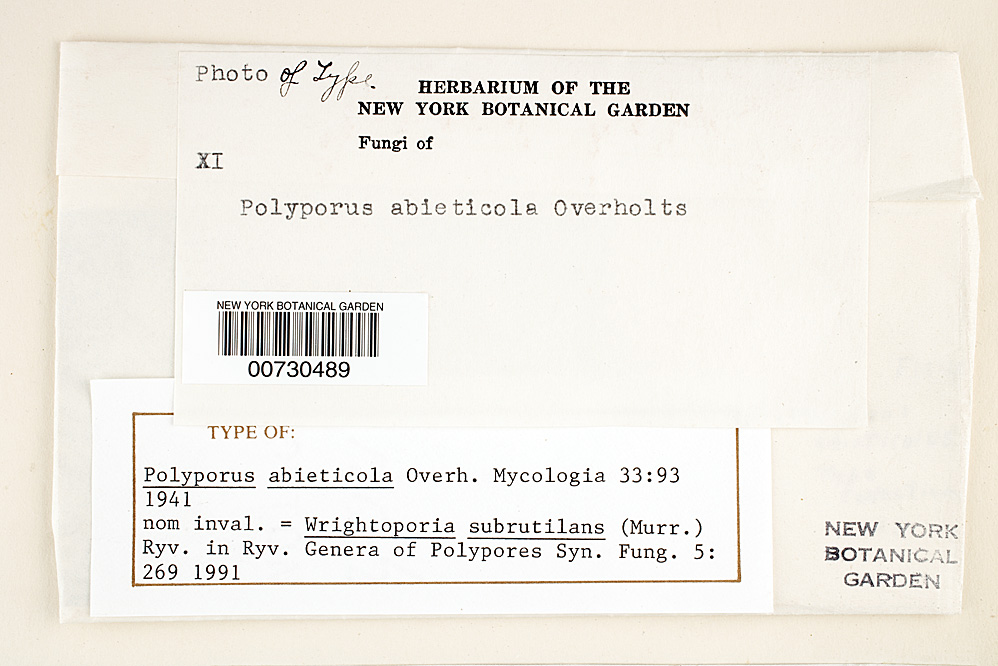 Photo of Type.
HERBARIUM OF THE
NEW YORK BOTANICAL GARDEN
Fungi of
XI
Polyporus abieticola Overholts
NEW YORK BOTANICAL GARDEN
00730489
TYPE OF:
Polyporus abieticola Overh. Mycologia 33:93
1941
nom inval. = Wrightoporia subrutilans (Murr.)
Ryv. in Ryv. Genera of Polypores Syn. Fung. 5:
269 1991
NEW YORK
BOTANICAL
GARDEN